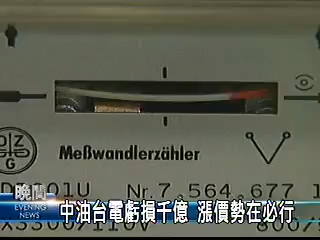 D Z
G
Meßwandlerzähler
01U Nr. 7.564.677
晚間
EVENING
NEWS
中油台電虧損千億 漲價勢在必行